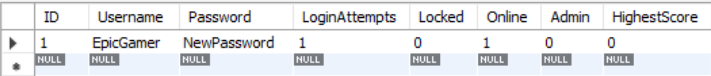 ID Username Password LoginAttempts Locked Online Admin HighestScore
1 EpicGamer NewPassword 1 0 1 0 0
NULL NULL NULL NULL NULL NULL NULL NULL